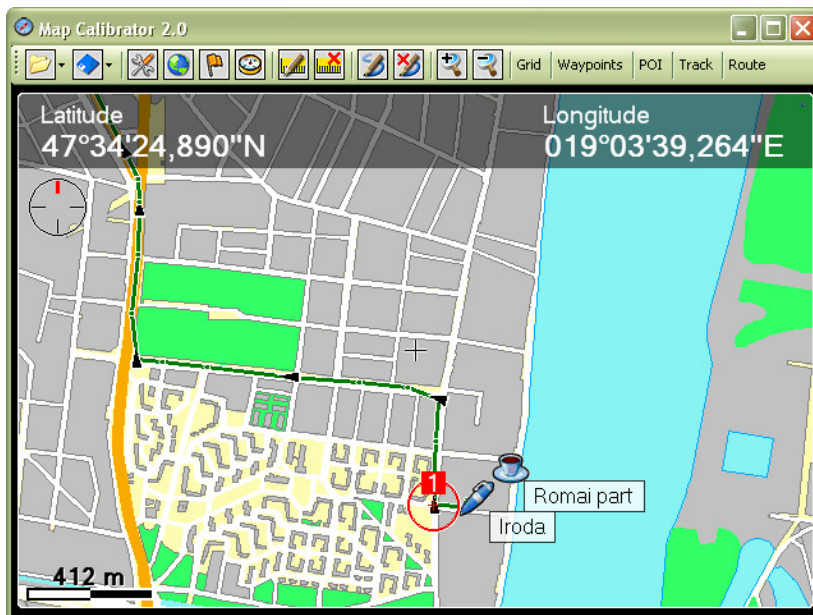 Map Calibrator 2.0
Grid Waypoints POI Track Route
Latitude
47°34'24,890"N
Longitude
019°03'39,264"E
1
Romai part
Iroda
412 m